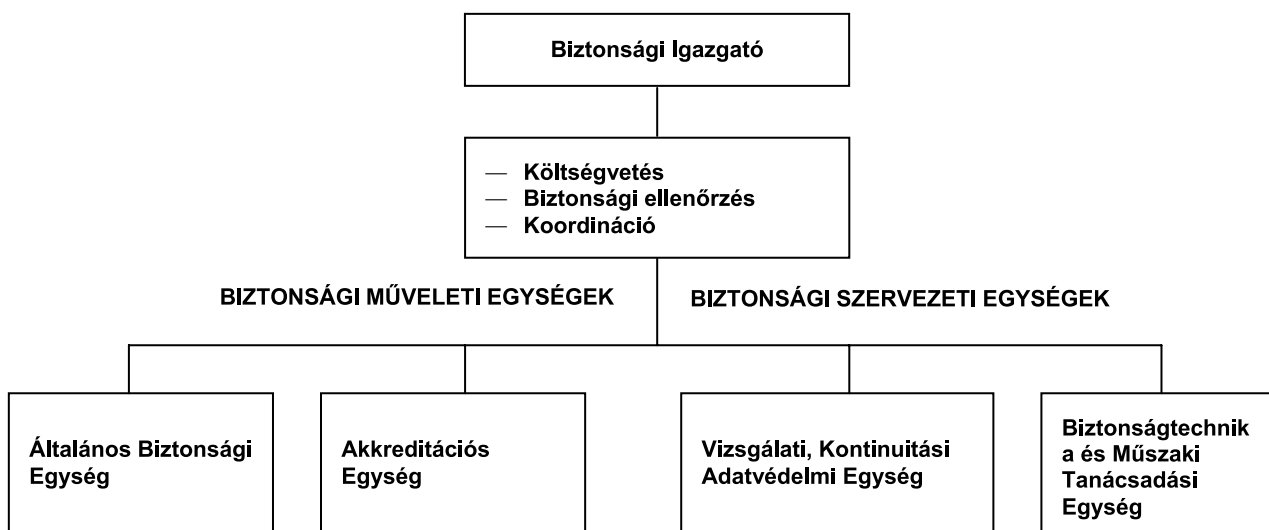 Biztonsági Igazgató
— Költségvetés
— Biztonsági ellenőrzés
— Koordináció
BIZTONSÁGI MŰVELETI EGYSÉGEK
BIZTONSÁGI SZERVEZETI EGYSÉGEK
Általános Biztonsági
Egység
Akkreditációs
Egység
Vizsgálati, Kontinuitási
Adatvédelmi Egység
Biztonságtechnik
a és Műszaki
Tanácsadási
Egység